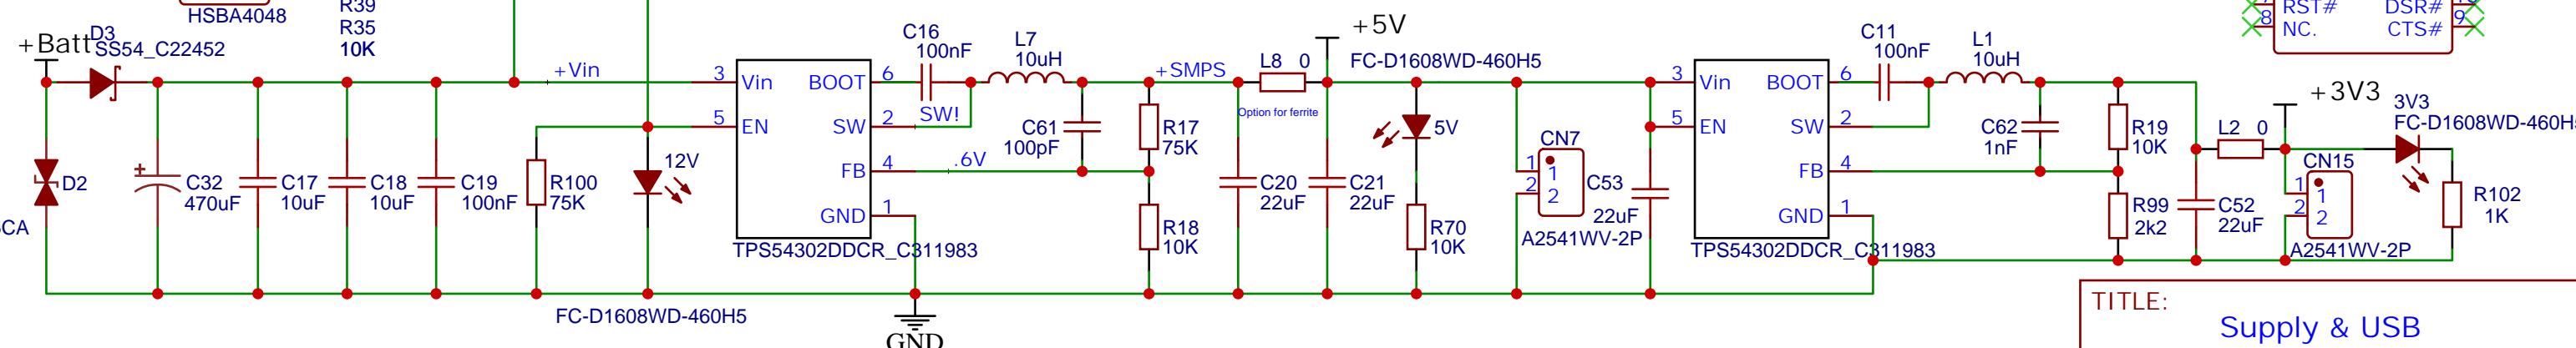 HSBA4048
R39
R35
10K
RST#
DSR#
8
NC.
CTS#
9
+Batt
D3
SS54_C22452
+Vin
3
Vin
BOOT
6
5
EN
SW
2
FB
4
GND
1
TPS54302DDCR_C311983
C16
100nF
SW!
L7
10uH
C61
100pF
.6V
+SMPS
R17
75K
R18
10K
L8 0
Option for ferrite
+5V
FC-D1608WD-460H5
5V
R70
10K
C20
22uF
C21
22uF
CN7
1
1
2
2
A2541WV-2P
C53
22uF
3
Vin
BOOT
6
5
EN
SW
2
FB
4
GND
1
TPS54302DDCR_C311983
C11
100nF
L1
10uH
C62
1nF
R19
10K
R99
2k2
L2 0
C52
22uF
+3V3
3V3
FC-D1608WD-460H
CN15
1
1
2
2
A2541WV-2P
R102
1K
D2
CA
C32
470uF
C17
10uF
C18
10uF
C19
100nF
R100
75K
12V
FC-D1608WD-460H5
GND
TITLE:
Supply & USB